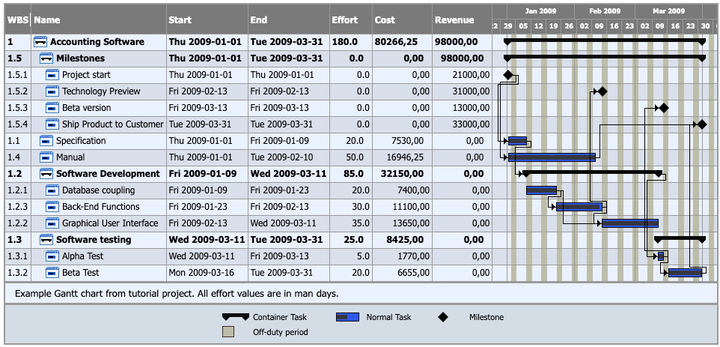 Jan 2009 Feb 2009 Mar 2009
WBS Name Start End Effort Cost Revenue 2 29 05 12 19 26 02 09 16 23 02 09 16 23 30
1 Accounting Software Thu 2009-01-01 Tue 2009-03-31 180.0 80266,25 98000,00
1.5 Milestones Thu 2009-01-01 Tue 2009-03-31 0.0 0,00 98000,00
1.5.1 Project start Thu 2009-01-01 Thu 2009-01-01 0.0 0,00 21000,00
1.5.2 Technology Preview Fri 2009-02-13 Fri 2009-02-13 0.0 0,00 31000,00
1.5.3 Beta version Fri 2009-03-13 Fri 2009-03-13 0.0 0,00 13000,00
1.5.4 Ship Product to Customer Tue 2009-03-31 Tue 2009-03-31 0.0 0,00 33000,00
1.1 Specification Thu 2009-01-01 Fri 2009-01-09 20.0 7530,00 0,00
1.4 Manual Thu 2009-01-01 Tue 2009-02-10 50.0 16946,25 0,00
1.2 Software Development Fri 2009-01-09 Wed 2009-03-11 85.0 32150,00 0,00
1.2.1 Database coupling Fri 2009-01-09 Fri 2009-01-23 20.0 7400,00 0,00
1.2.3 Back-End Functions Fri 2009-01-23 Fri 2009-02-13 30.0 11100,00 0,00
1.2.2 Graphical User Interface Fri 2009-02-13 Wed 2009-03-11 35.0 13650,00 0,00
1.3 Software testing Wed 2009-03-11 Tue 2009-03-31 25.0 8425,00 0,00
1.3.1 Alpha Test Wed 2009-03-11 Fri 2009-03-13 5.0 1770,00 0,00
1.3.2 Beta Test Mon 2009-03-16 Tue 2009-03-31 20.0 6655,00 0,00
Example Gantt chart from tutorial project. All effort values are in man days.
Container Task Normal Task Milestone
Off-duty period